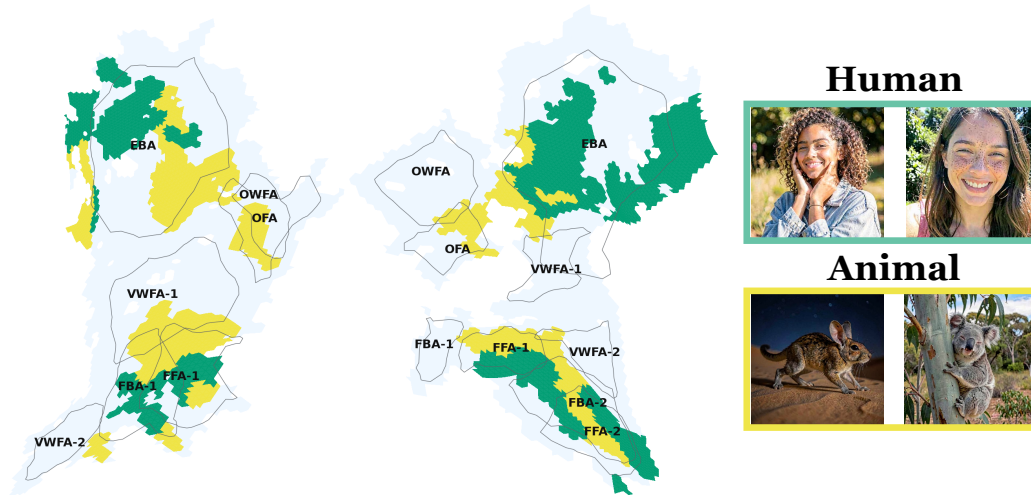 EBA
OWFA
OFA
VWFA-1
FBA-1
FFA-1
VWFA-2
OWFA
EBA
OFA
VWFA-1
FBA-1
FFA-1
VWFA-2
FBA-2
FFA-2
Human
Animal